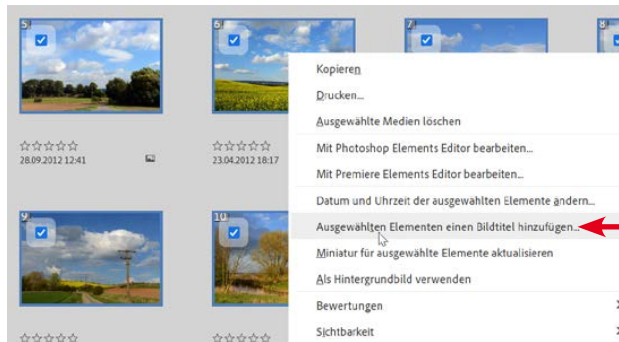 5
6
7
8
28.09.2012 12:41
23.04.2012 18:17
9
10
Kopieren
Drucken...
Ausgewählte Medien löschen
Mit Photoshop Elements Editor bearbeiten...
Mit Premiere Elements Editor bearbeiten...
Datum und Uhrzeit der ausgewählten Elemente ändern...
Ausgewählten Elementen einen Bildtitel hinzufügen...
Miniatur für ausgewählte Elemente aktualisieren
Als Hintergrundbild verwenden
Bewertungen
Sichtbarkeit